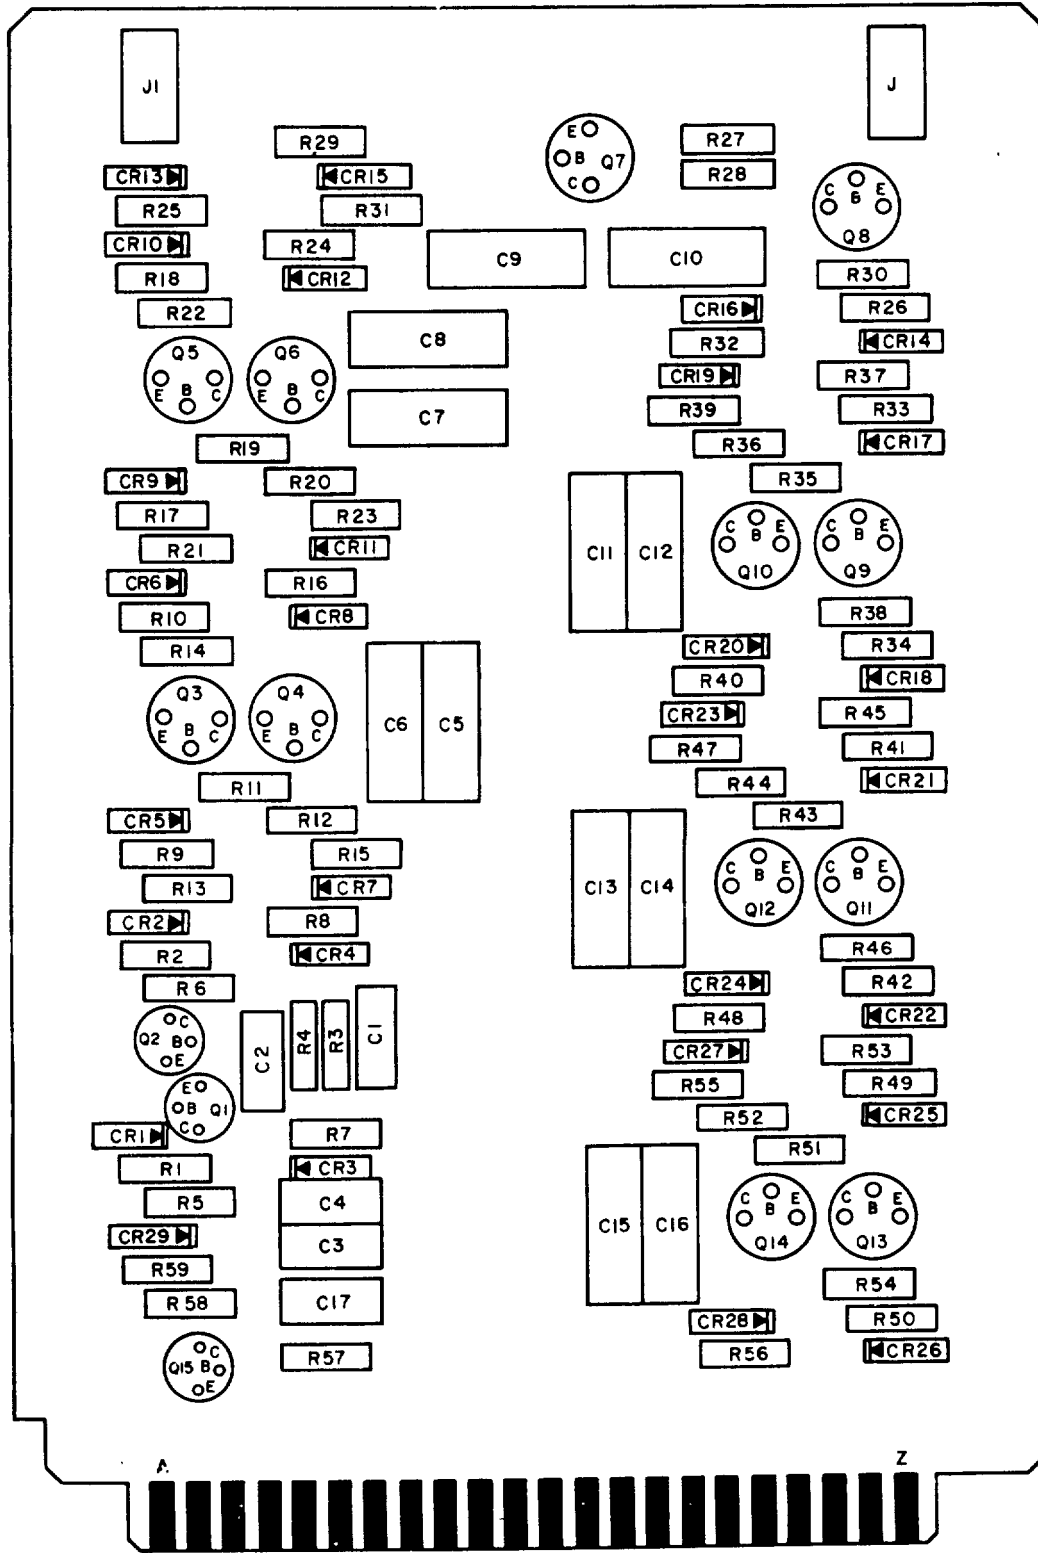 J1
J
R29
E
B
C
Q7
R27
CR13
CR15
R28
R25
R31
C
B
E
Q8
CR10
R24
C9
C10
R18
CR12
R30
R22
CR16
R26
C8
R32
CR14
Q5
E
B
C
Q6
E
B
C
CR19
R37
C7
R39
R33
R19
R36
CR17
CR9
R20
R35
R17
R23
C11
C12
C
B
E
Q10
C
B
E
Q9
R21
CR11
CR6
R16
R10
CR8
R38
R14
CR20
R34
Q3
E
B
C
Q4
E
B
C
C6
C5
R40
CR18
CR23
R45
R47
R41
R11
R44
CR21
CR5
R12
R43
R9
R15
C13
C14
C
B
E
Q12
C
B
E
Q11
R13
CR7
CR2
R8
R2
CR4
R46
R6
CR24
R42
Q2
C
B
E
C2
R4
R3
C1
R48
CR22
CR27
R53
E
B
C
Q1
R55
R49
CR1
R7
R52
CR25
R1
CR3
R51
R5
C4
C15
C16
C
B
E
Q14
C
B
E
Q13
CR29
C3
R59
R54
R58
C17
CR28
R50
Q15
C
B
E
R57
R56
CR26
A
Z